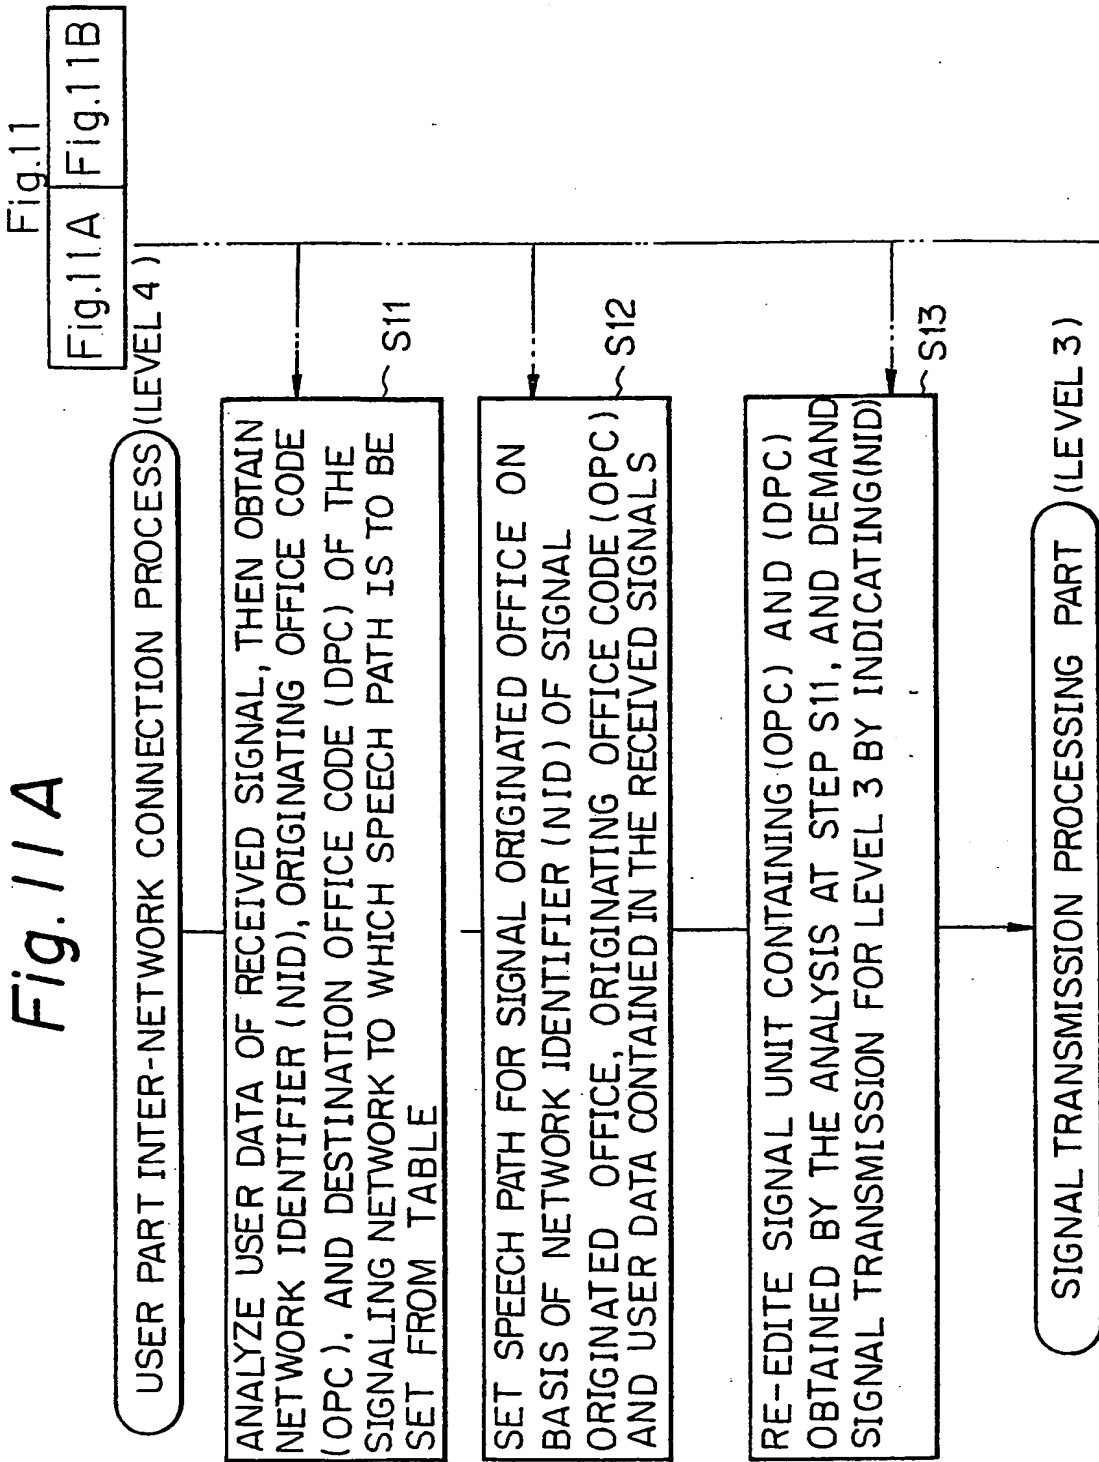 Fig.11A
Fig.11
Fig.11A Fig.11B
USER PART INTER-NETWORK CONNECTION PROCESS (LEVEL 4)
ANALYZE USER DATA OF RECEIVED SIGNAL, THEN OBTAIN
NETWORK IDENTIFIER (NID), ORIGINATING OFFICE CODE
(OPC), AND DESTINATION OFFICE CODE (DPC) OF THE
SIGNALING NETWORK TO WHICH SPEECH PATH IS TO BE
SET FROM TABLE
S11
SET SPEECH PATH FOR SIGNAL ORIGINATED OFFICE ON
BASIS OF NETWORK IDENTIFIER (NID) OF SIGNAL
ORIGINATED OFFICE, ORIGINATING OFFICE CODE (OPC)
AND USER DATA CONTAINED IN THE RECEIVED SIGNALS
S12
RE-EDITE SIGNAL UNIT CONTAINING (OPC) AND (DPC)
OBTAINED BY THE ANALYSIS AT STEP S11, AND DEMAND
SIGNAL TRANSMISSION FOR LEVEL 3 BY INDICATING(NID)
S13
SIGNAL TRANSMISSION PROCESSING PART (LEVEL 3)